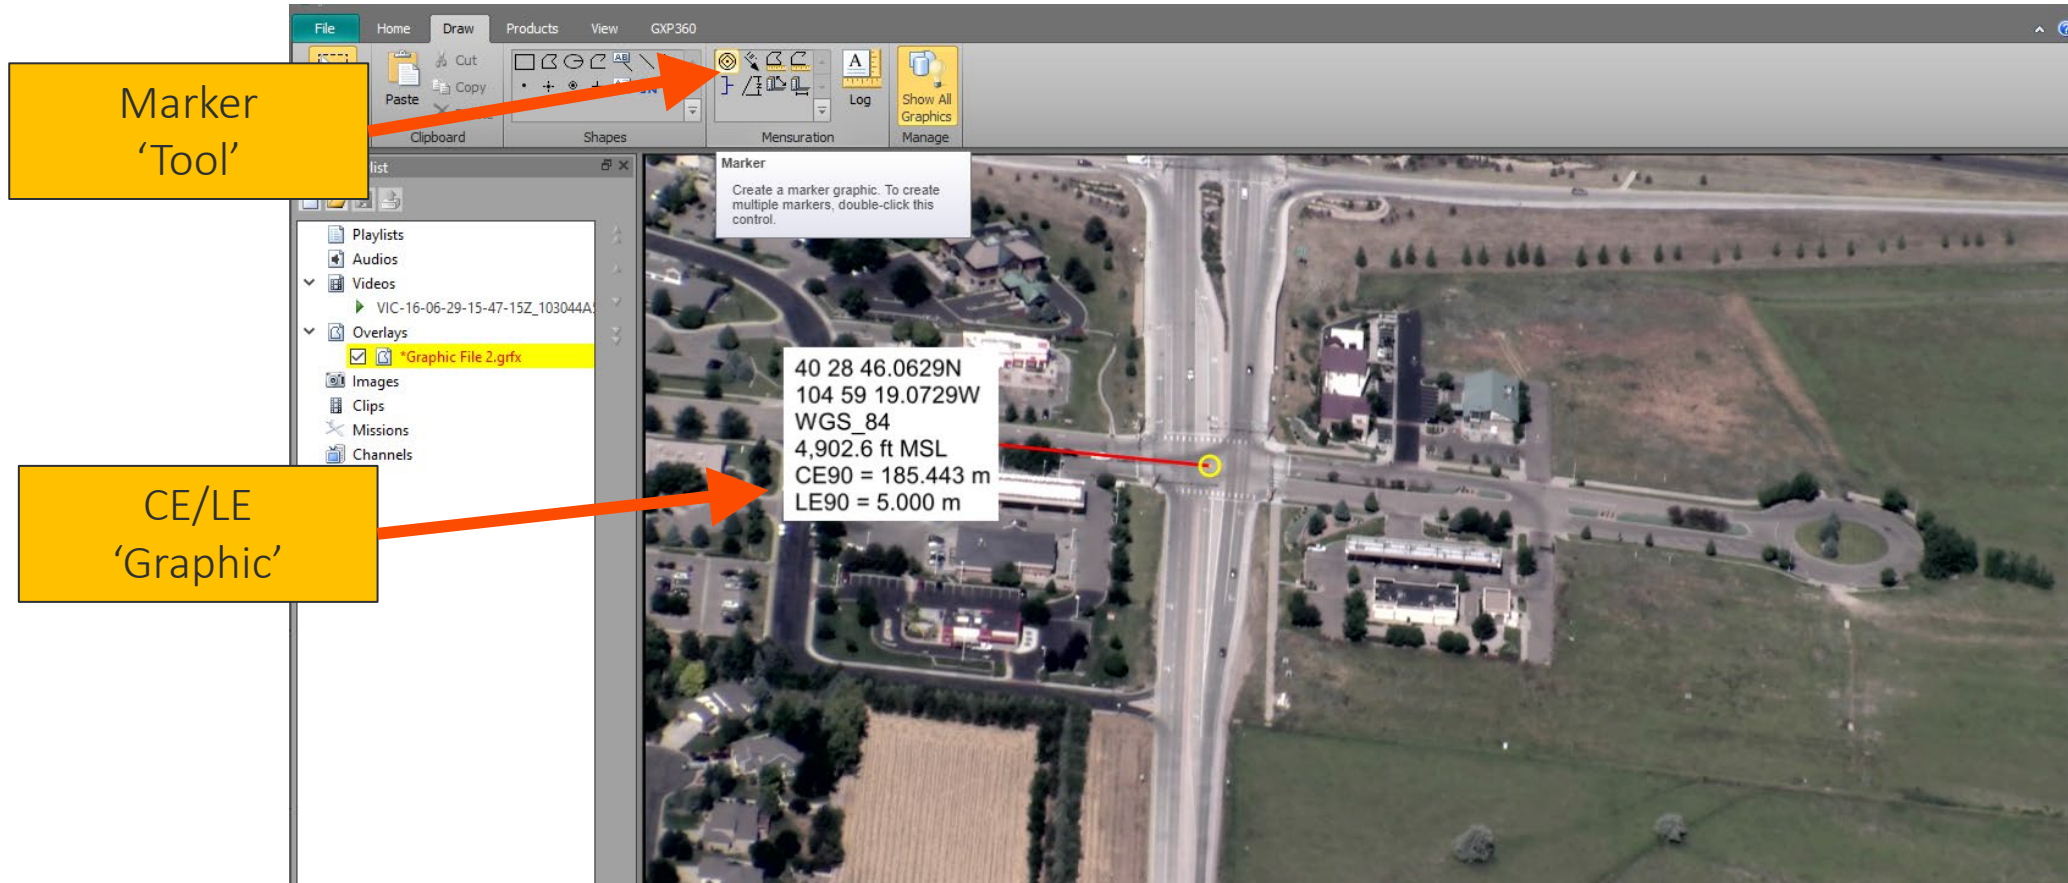 File Home Draw Products View GXP360
Cut
Copy
Paste
Log
Show All
Graphics
Clipboard Shapes Mensuration Manage
Marker
‘Tool’
Marker
Create a marker graphic. To create
multiple markers, double-click this
control.
Playlists
Audios
Videos
VIC-16-06-29-15-47-15Z_103044A
Overlays
*Graphic File 2.grfx
Images
Clips
Missions
Channels
CE/LE
‘Graphic’
40 28 46.0629N
104 59 19.0729W
WGS_84
4,902.6 ft MSL
CE90 = 185.443 m
LE90 = 5.000 m